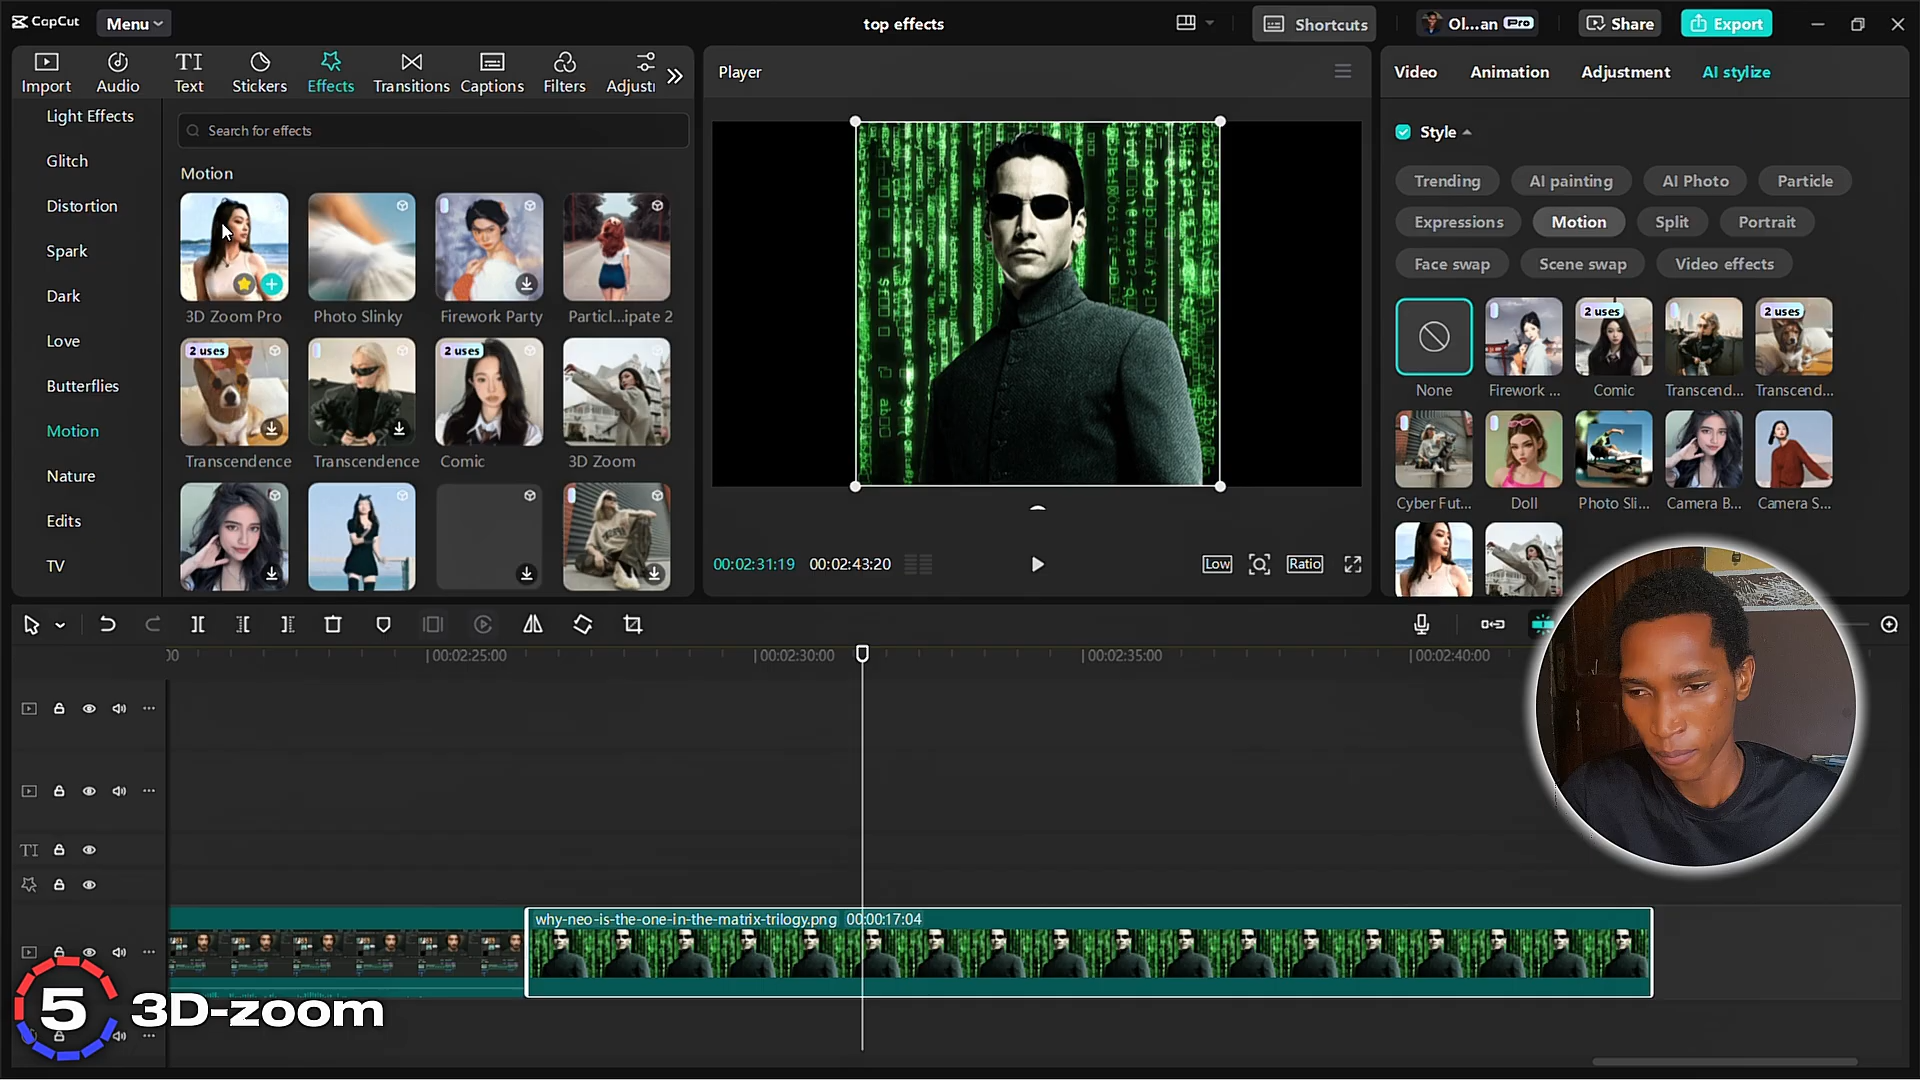 CapCut
Menu
top effects
Shortcuts
Ol...an Pro
Share
Export
Import
Audio
TI
Text
Stickers
Effects
Transitions
Captions
Filters
Adjust
Player
Video
Animation
Adjustment
AI stylize
Light Effects
Glitch
Distortion
Spark
Dark
Love
Butterflies
Motion
Nature
Edits
TV
Search for effects
Motion
3D Zoom Pro
Photo Slinky
Firework Party
Particl...ipate 2
2 uses
2 uses
Transcendence
Transcendence
Comic
3D Zoom
00:02:31:19
00:02:43:20
Low
Ratio
Style
Trending
AI painting
AI Photo
Particle
Expressions
Motion
Split
Portrait
Face swap
Scene swap
Video effects
2 uses
2 uses
None
Firework ...
Comic
Transcend...
Transcend...
Cyber Fut...
Doll
Photo Sli...
Camera B...
Camera S...
00
00:02:25:00
00:02:30:00
00:02:35:00
00:02:40:00
TI
why-neo-is-the-one-in-the-matrix-trilogy.png 00:00:17:04
5 3D-zoom